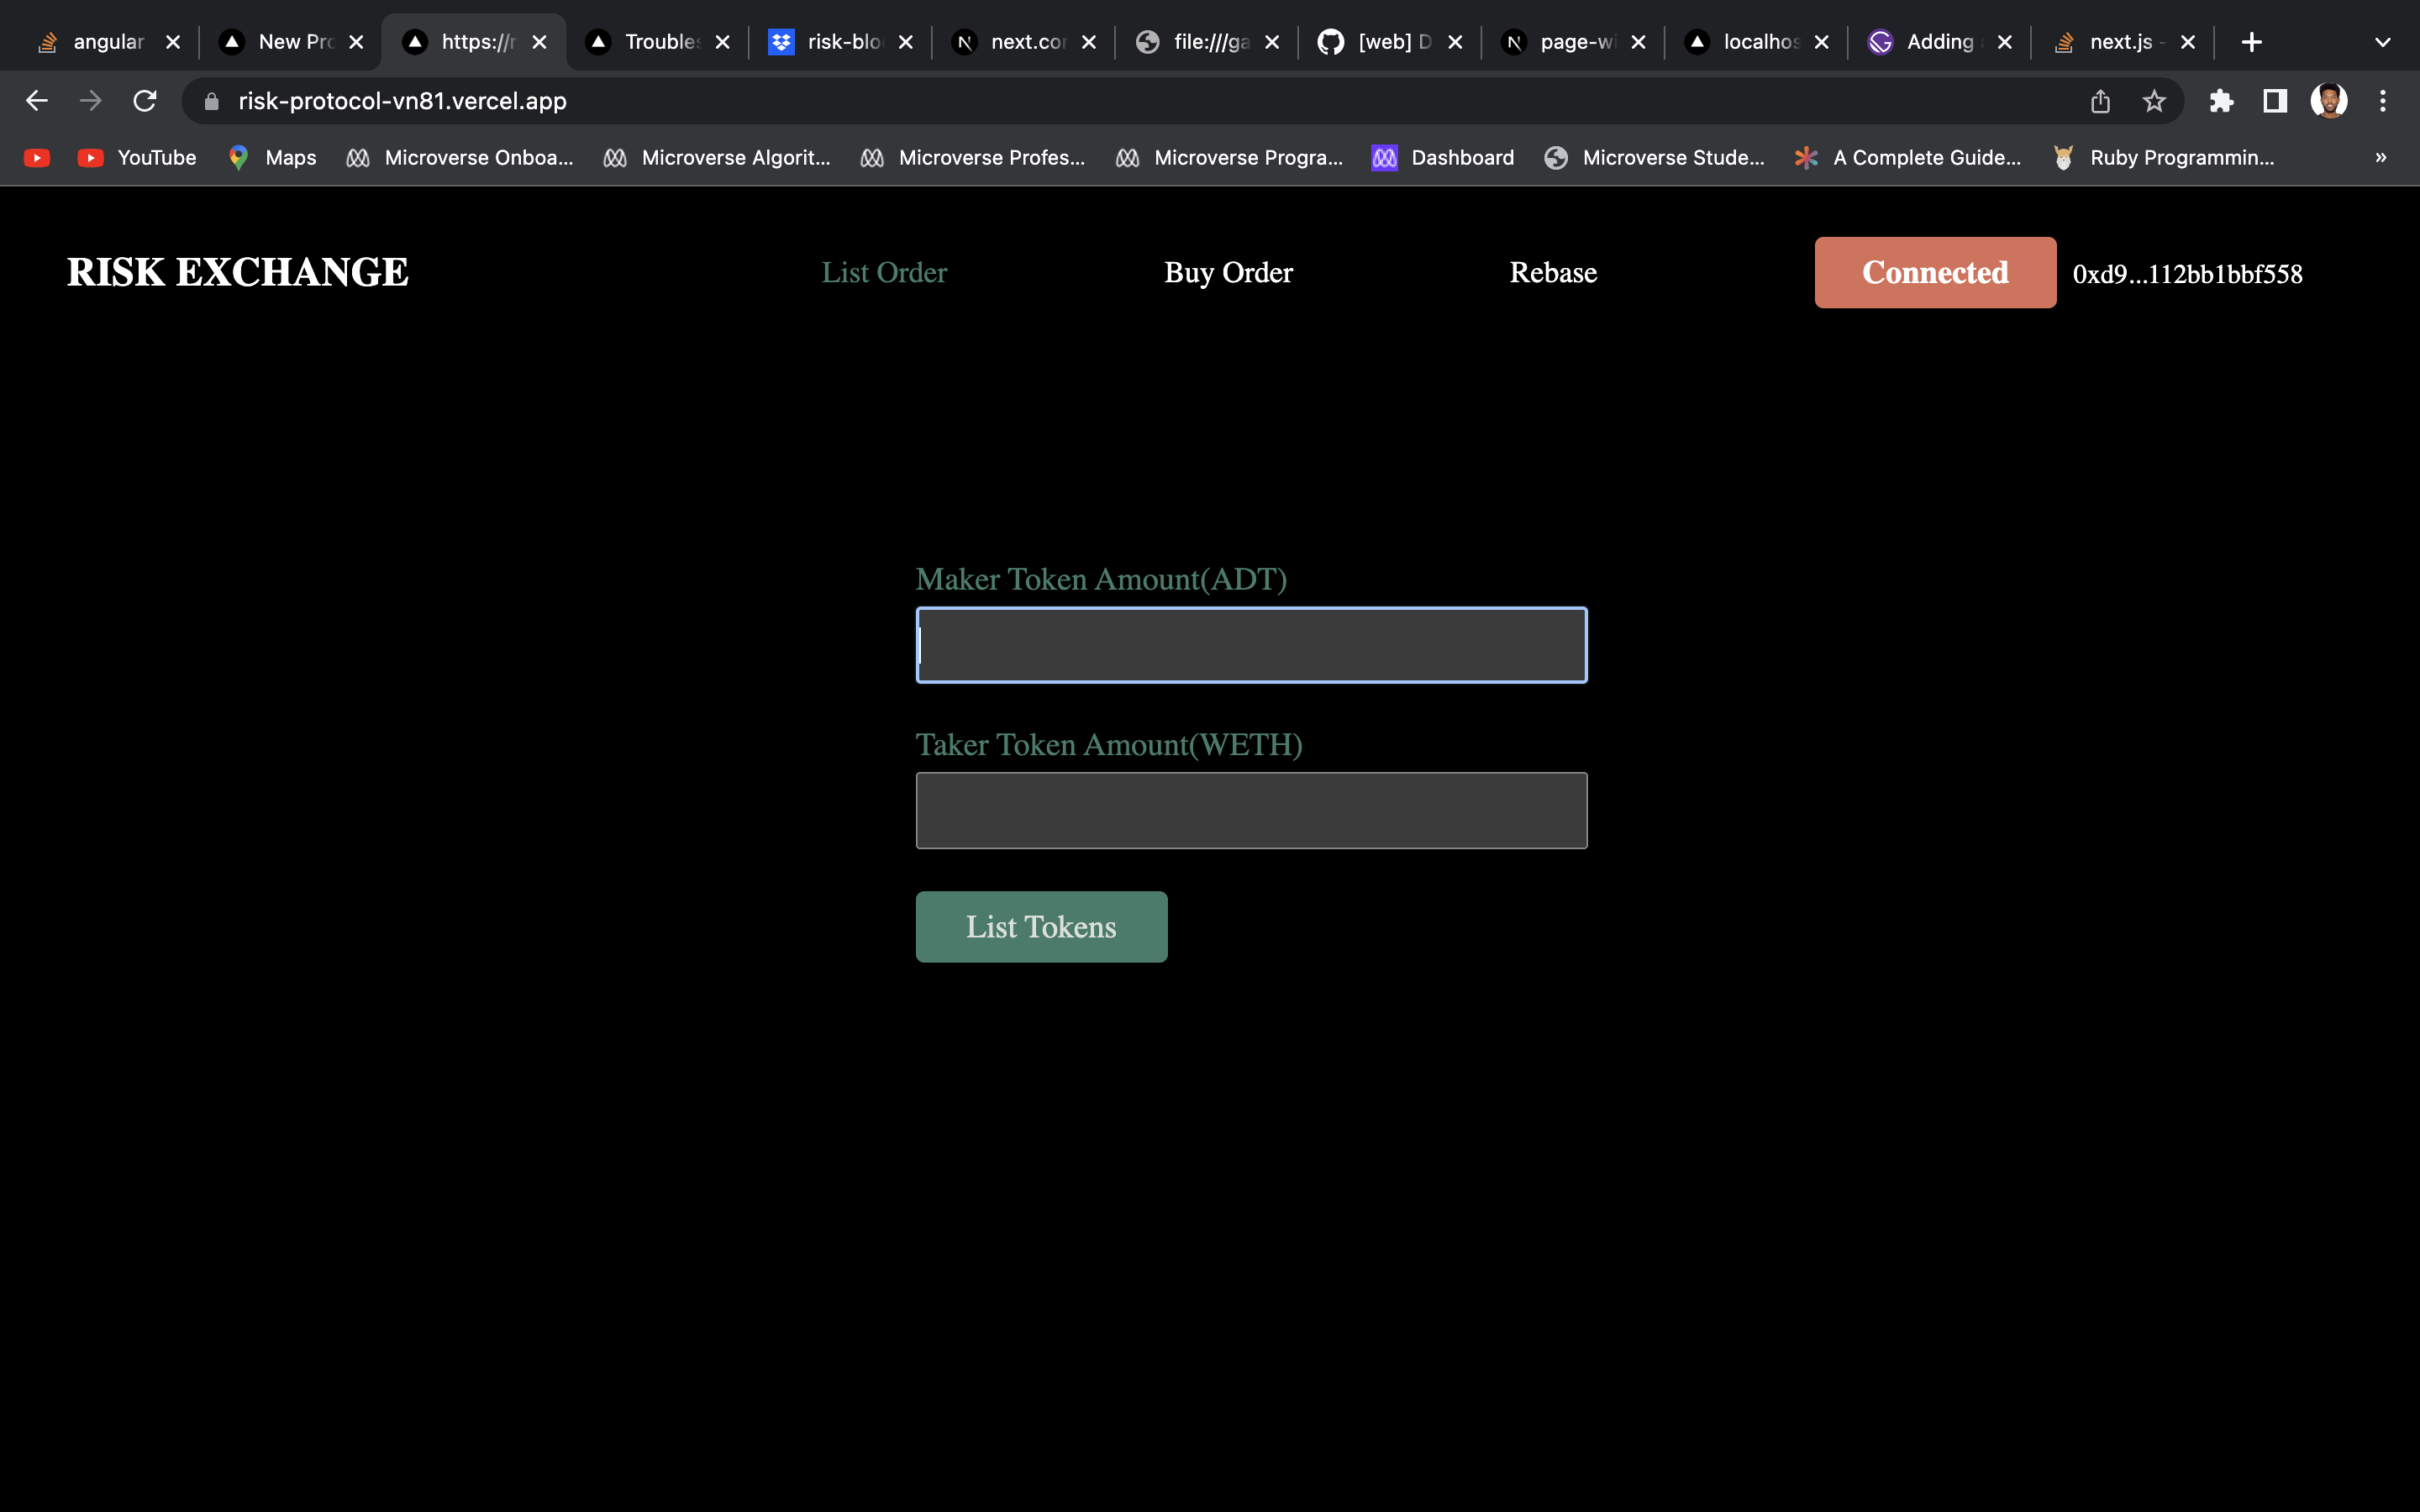 angular
New Pro
https://r
Troubles
risk-blo
next.con
file:///ga
[web] D
page-wi
localhos
Adding
next.js -
risk-protocol-vn81.vercel.app
YouTube
Maps
Microverse Onboa...
Microverse Algorit...
Microverse Profes...
Microverse Progra...
Dashboard
Microverse Stude...
A Complete Guide...
Ruby Programmin...
»
RISK EXCHANGE
List Order
Buy Order
Rebase
Connected
0xd9...112bb1bbf558
Maker Token Amount(ADT)
Taker Token Amount(WETH)
List Tokens